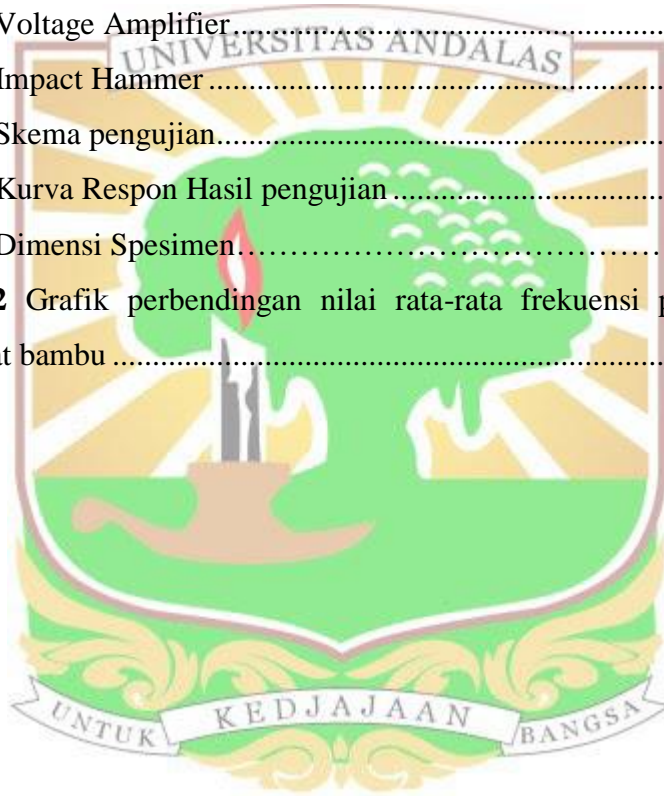 Voltage Amplifier................................................
UNIVERSITAS ANDALAS
Impact Hammer................................................
Skema pengujian................................................
Kurva Respon Hasil pengujian................................
Dimensi Spesimen…………………………………
2 Grafik perbendingan nilai rata-rata frekuensi
bambu................................................................
UNTUK KEDJAJAAN BANGSA